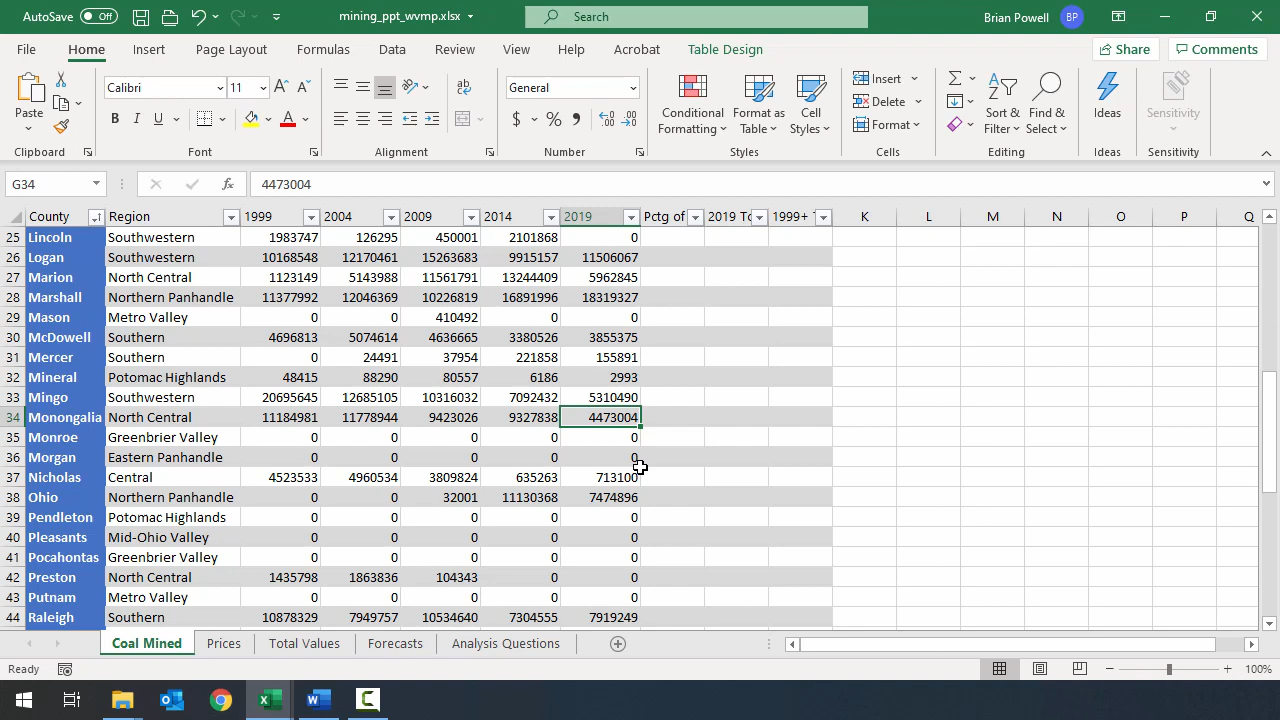 AutoSave Off mining_ppt_wvmp.xlsx Search Brian Powell BP
File Home Insert Page Layout Formulas Data Review View Help Acrobat Table Design Share Comments
Paste Calibri 11 General Conditional Formatting Format as Table Cell Styles Insert Delete Format Sort & Filter Find & Select Ideas Sensitivity
Clipboard Font Alignment Number Styles Cells Editing Ideas Sensitivity
G34 fx 4473004
County Region 1999 2004 2009 2014 2019 Pctg of 2019 To 1999+ K L M N O P Q
25 Lincoln Southwestern 1983747 126295 450001 2101868 0
26 Logan Southwestern 10168548 12170461 15263683 9915157 11506067
27 Marion North Central 1123149 5143988 11561791 13244409 5962845
28 Marshall Northern Panhandle 11377992 12046369 10226819 16891996 18319327
29 Mason Metro Valley 0 0 410492 0 0
30 McDowell Southern 4696813 5074614 4636665 3380526 3855375
31 Mercer Southern 0 24491 37954 221858 155891
32 Mineral Potomac Highlands 48415 88290 80557 6186 2993
33 Mingo Southwestern 20695645 12685105 10316032 7092432 5310490
34 Monongalia North Central 11184981 11778944 9423026 9327838 4473004
35 Monroe Greenbrier Valley 0 0 0 0 0
36 Morgan Eastern Panhandle 0 0 0 0 0
37 Nicholas Central 4523533 4960534 3809824 635263 713100
38 Ohio Northern Panhandle 0 0 32001 11130368 7474896
39 Pendleton Potomac Highlands 0 0 0 0 0
40 Pleasants Mid-Ohio Valley 0 0 0 0 0
41 Pocahontas Greenbrier Valley 0 0 0 0 0
42 Preston North Central 1435798 1863836 104343 0 0
43 Putnam Metro Valley 0 0 0 0 0
44 Raleigh Southern 10878329 7949757 10534640 7304555 7919249
Coal Mined Prices Total Values Forecasts Analysis Questions
Ready 100%